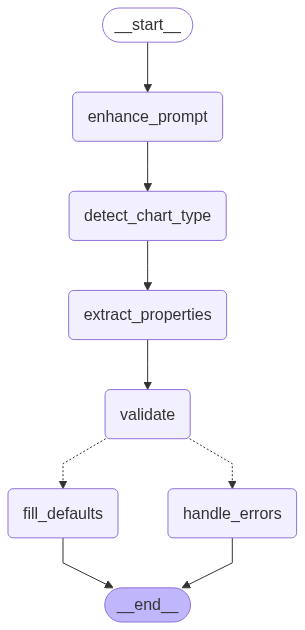 __start__
enhance_prompt
detect_chart_type
extract_properties
validate
fill_defaults
handle_errors
__end__